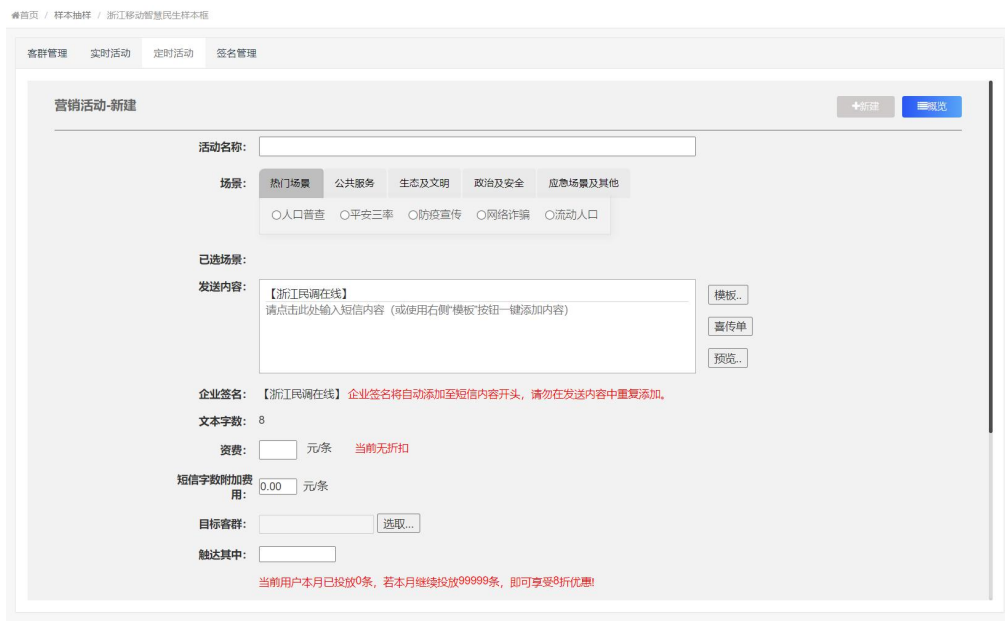 首页 / 样本抽样 / 浙江移动智慧民生样本框
客群管理 实时活动 定时活动 签名管理
营销活动-新建 +新建 概览
活动名称:
场景: 热门场景 公共服务 生态及文明 政治及安全 应急场景及其他
人口普查 平安三率 防疫宣传 网络诈骗 流动人口
已选场景:
发送内容: 【浙江民调在线】
请点击此处输入短信内容（或使用右侧“模板”按钮一键添加内容） 模板..
喜传单
预览..
企业签名: 【浙江民调在线】 企业签名将自动添加至短信内容开头，请勿在发送内容中重复添加。
文本字数: 8
资费: 元/条 当前无折扣
短信字数附加费
用: 0.00 元/条
目标客群: 选取...
触达其中:
当前用户本月已投放0条，若本月继续投放99999条，即可享受8折优惠!